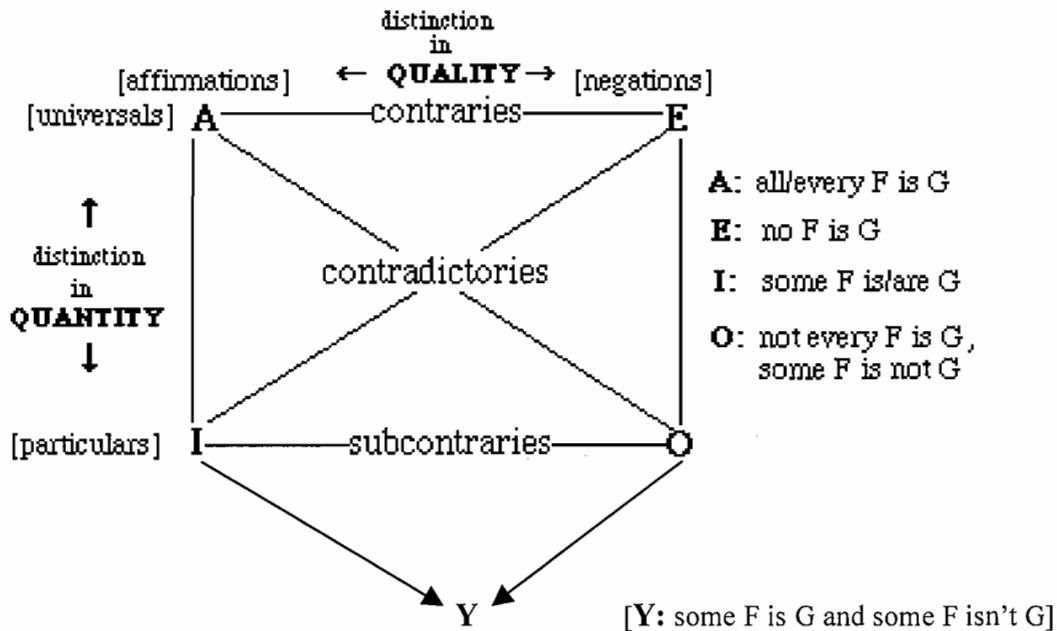 distinction
in
← QUALITY →
[affirmations] [negations]
[universals] A contraries E
A: all/every F is G
↑
distinction
in
QUANTITY
↓
E: no F is G
contradictories
I: some F is/are G
O: not every F is G,
some F is not G
[particulars] I subcontraries O
Y
[Y: some F is G and some F isn't G]